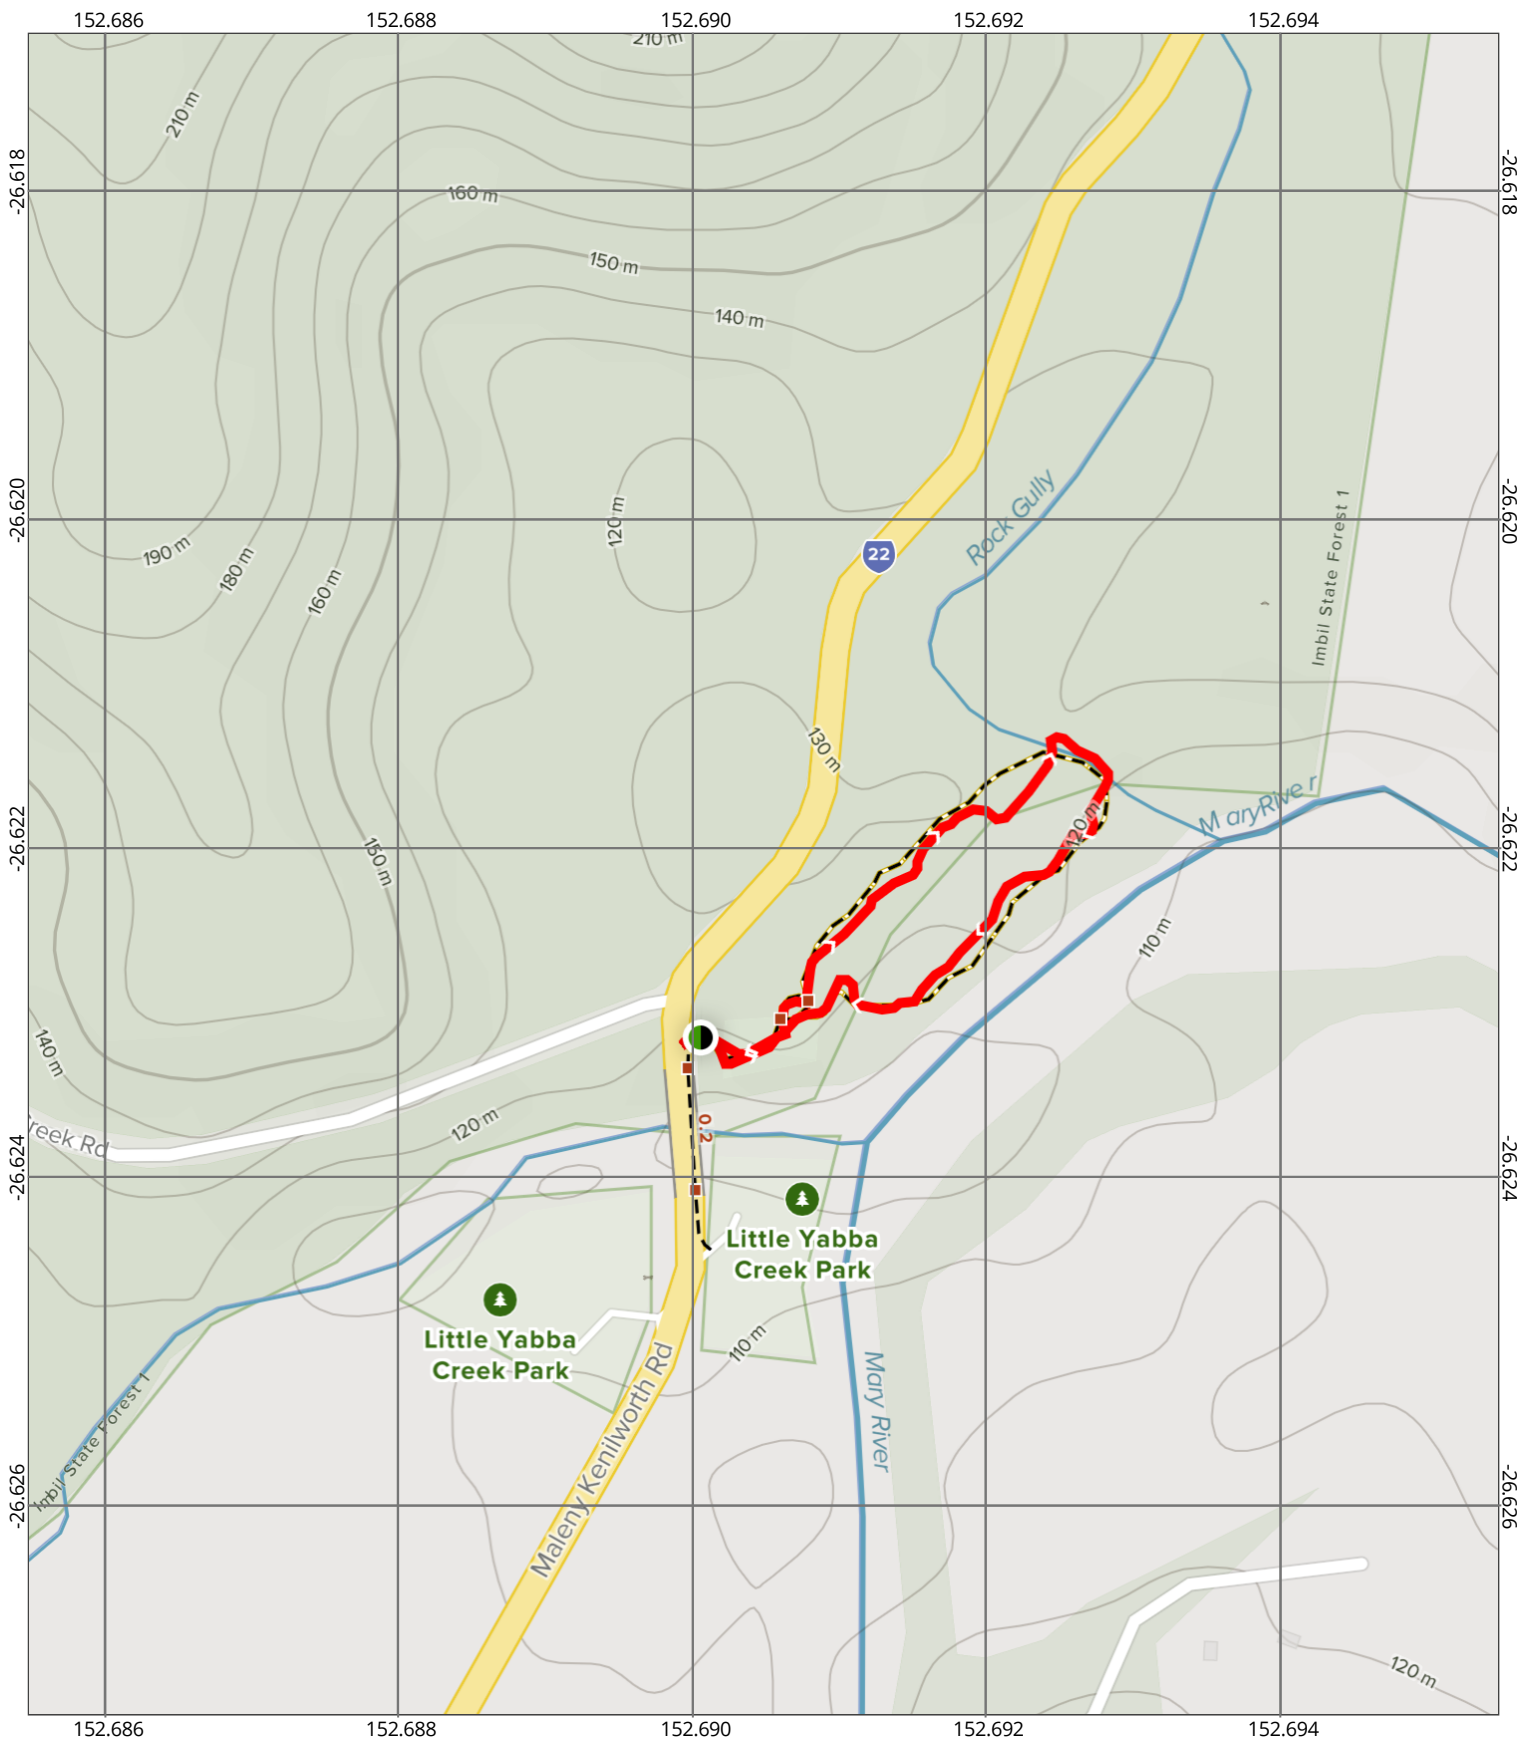 152.686 152.688 152.690 152.692 152.694
210 m
210 m
-26.618
-26.618
160 m
150 m
140 m
120 m
-26.620
-26.620
22
Rock Gully
190 m
180 m
160 m
Imbil State Forest 1
130 m
Mary River
120 m
-26.622
-26.622
150 m
110 m
140 m
120 m
reek Rd
0.2
-26.624
-26.624
Little Yabba
Creek Park
Little Yabba
Creek Park
110 m
Mary River
Maleny Kenilworth Rd
Imbil State Forest 1
-26.626
-26.626
120 m
152.686 152.688 152.690 152.692 152.694